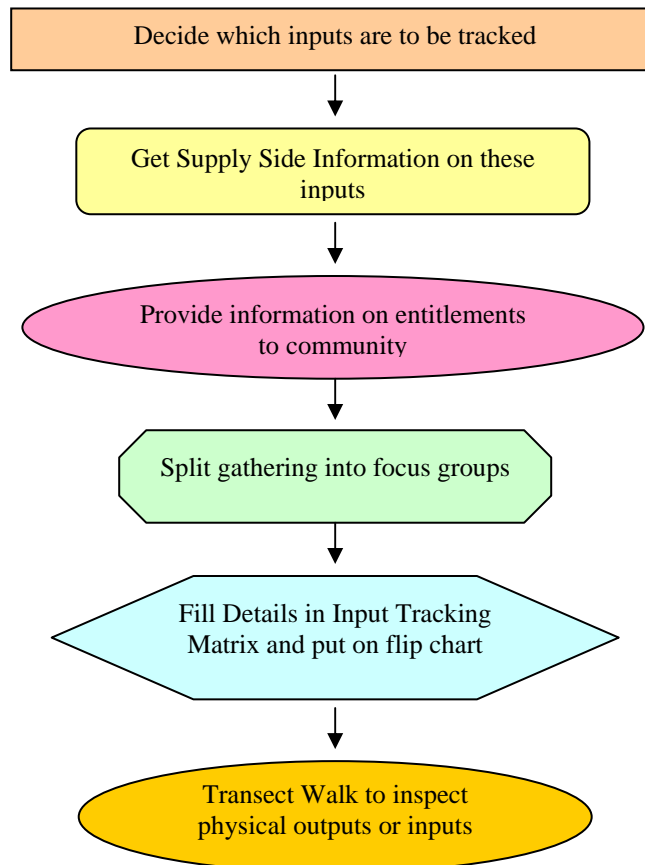 Decide which inputs are to be tracked
Get Supply Side Information on these
inputs
Provide information on entitlements
to community
Split gathering into focus groups
Fill Details in Input Tracking
Matrix and put on flip chart
Transect Walk to inspect
physical outputs or inputs